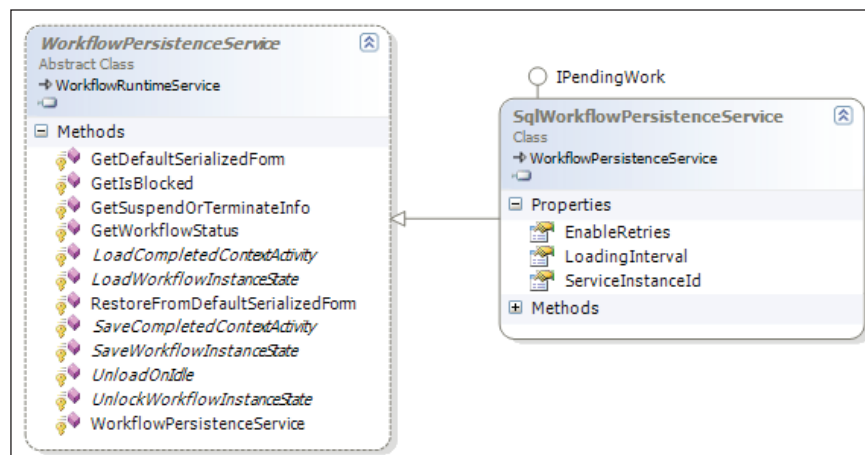 WorkflowPersistenceService
Abstract Class
WorkflowRuntimeService
Methods
GetDefaultSerializedForm
GetIsBlocked
GetSuspendOrTerminateInfo
GetWorkflowStatus
LoadCompletedContextActivity
LoadWorkflowInstanceState
RestoreFromDefaultSerializedForm
SaveCompletedContextActivity
SaveWorkflowInstanceState
UnloadOnIdle
UnlockWorkflowInstanceState
WorkflowPersistenceService
IPendingWork
SqlWorkflowPersistenceService
Class
WorkflowPersistenceService
Properties
EnableRetries
LoadingInterval
ServiceInstanceId
Methods